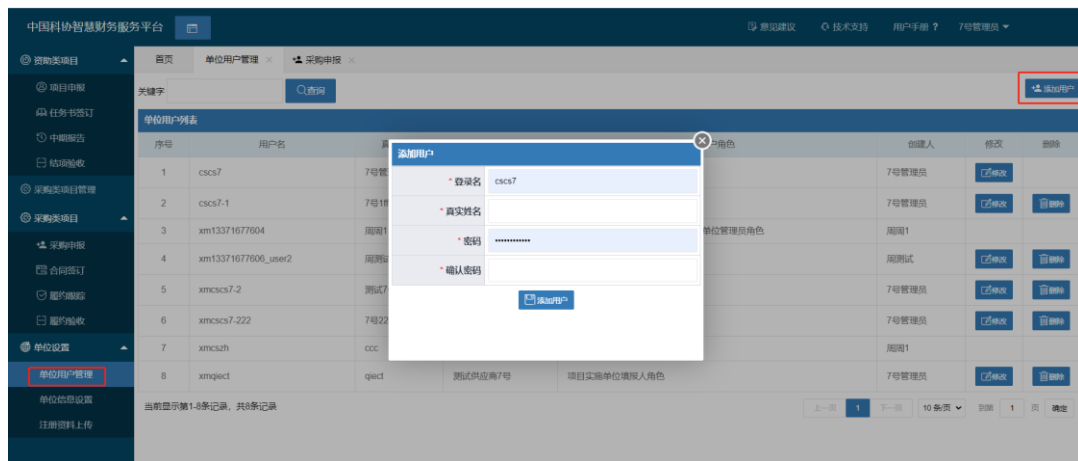 中国科协智慧财务服务平台 意见建议 技术支持 用户手册 ? 7号管理员
资助类项目 首页 单位用户管理 × 采购申报 ×
项目申报 关键字 查询 添加用户
任务书签订 单位用户列表
中期报告 序号 用户名 户角色 创建人 修改 删除
结项验收 1 cscs7 7号管 7号管理员 修改
采购类项目管理 2 cscs7-1 7号管理员 修改 删除
采购类项目 3 xm13371677604 周周1 单位管理员角色 周周1
采购申报 4 xm13371677606_user2 周测试 修改 删除
合同签订 5 xmcscs7-2 测试7 7号管理员 修改 删除
履约跟踪 6 xmcscs7-222 7号22 7号管理员 修改 删除
履约验收 7 xmcszh ccc 周周1
单位设置 8 xmqiect qiect 测试供应商7号 项目实施单位填报人角色 7号管理员 修改 删除
单位用户管理
单位信息设置 当前显示第1-8条记录，共8条记录 上一页 1 下一页 10 条/页 到第 1 页 确定
注册资料上传
添加用户
* 登录名 cscs7
* 真实姓名
* 密码 ••••••••••••
* 确认密码
添加用户